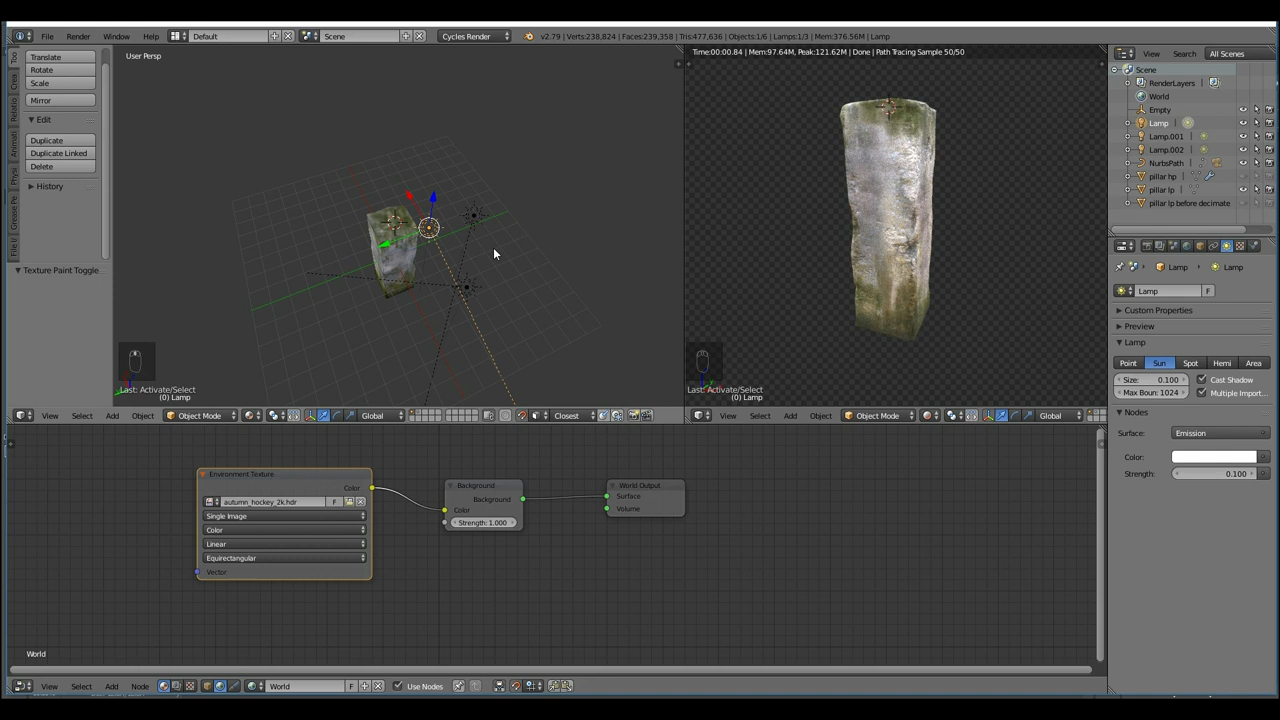 File Render Window Help Default Scene Cycles Render v2.79 | Verts:238,824 | Faces:239,358 | Tris:477,636 | Objects:1/6 | Lamps:1/3 | Mem:376.56M | Lamp
Translate
Rotate
Scale
Mirror
Edit
Duplicate
Duplicate Linked
Delete
History
Texture Paint Toggle
User Persp
Last: Activate/Select
(0) Lamp
View Select Add Object Object Mode Global Closest
Time:00:00.84 | Mem:97.64M, Peak:121.62M | Done | Path Tracing Sample 50/50
Last: Activate/Select
(0) Lamp
View Select Add Object Object Mode Global
View Search All Scenes
Scene
RenderLayers
World
Empty
Lamp
Lamp.001
Lamp.002
NurbsPath
pillar hp
pillar lp
pillar lp before decimate
Lamp Lamp
Lamp F
Custom Properties
Preview
Lamp
Point Sun Spot Hemi Area
Size: 0.100 Cast Shadow
Max Boun: 1024 Multiple Import...
Nodes
Surface: Emission
Color:
Strength: 0.100
Environment Texture
Color
autumn_hockey_2k.hdr F
Single Image
Color
Linear
Equirectangular
Vector
Background
Background
Color
Strength: 1.000
World Output
Surface
Volume
World
View Select Add Node World F Use Nodes